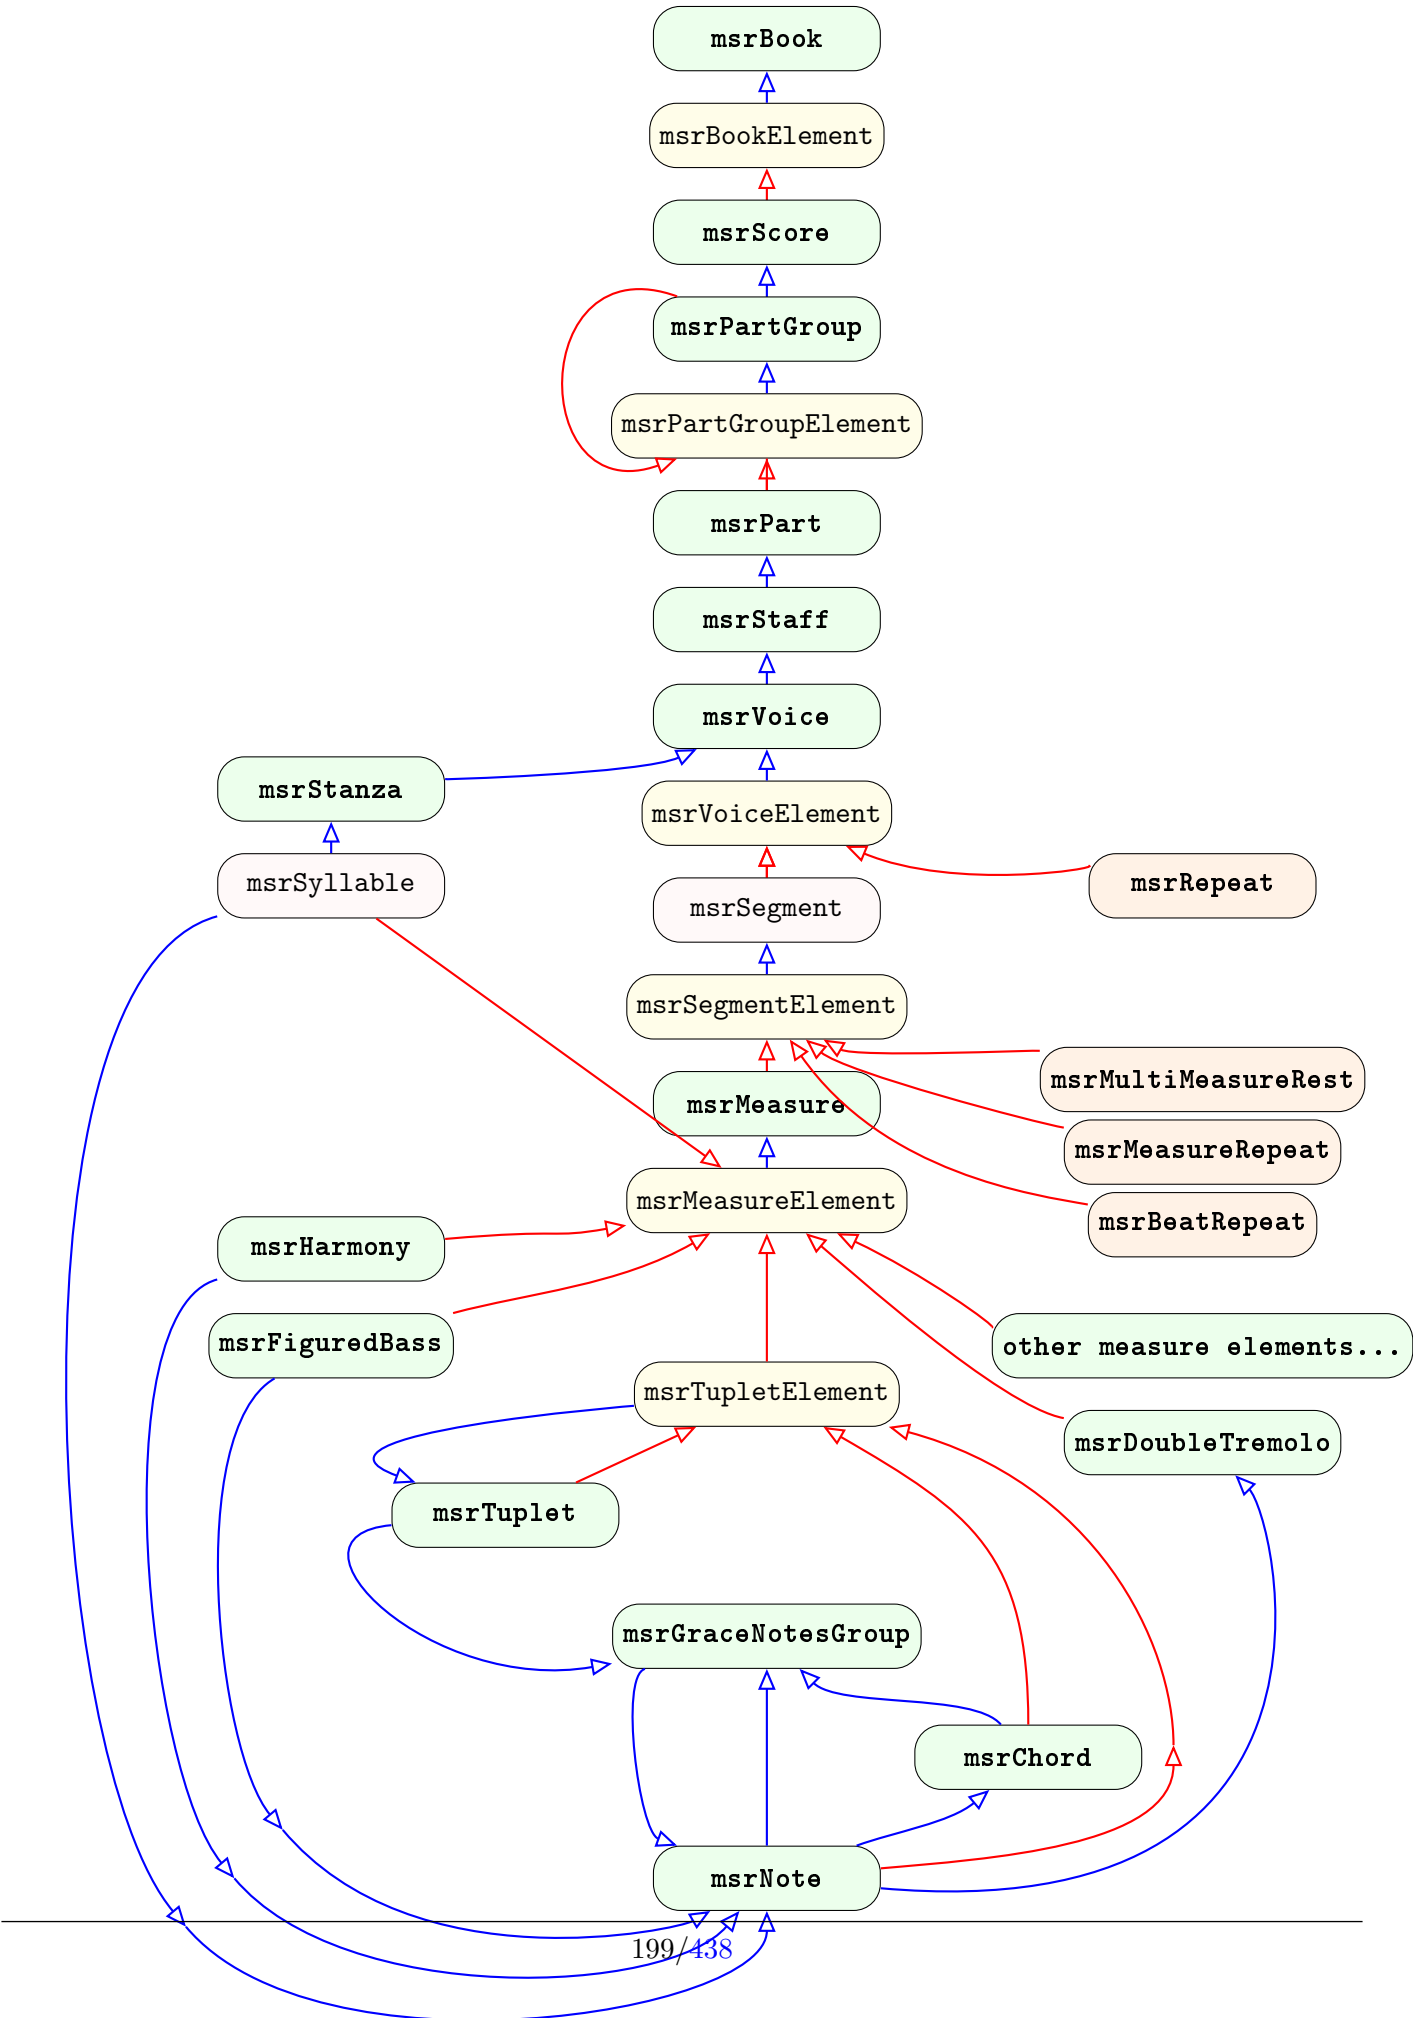 msrBook
msrBookElement
msrScore
msrPartGroup
msrPartGroupElement
msrPart
msrStaff
msrVoice
msrStanza
msrVoiceElement
msrSyllable
msrRepeat
msrSegment
msrSegmentElement
msrMultiMeasureRest
msrMeasure
msrMeasureRepeat
msrMeasureElement
msrBeatRepeat
msrHarmony
msrFiguredBass
other measure elements...
msrTupletElement
msrDoubleTremolo
msrTuplet
msrGraceNotesGroup
msrChord
msrNote
199/438